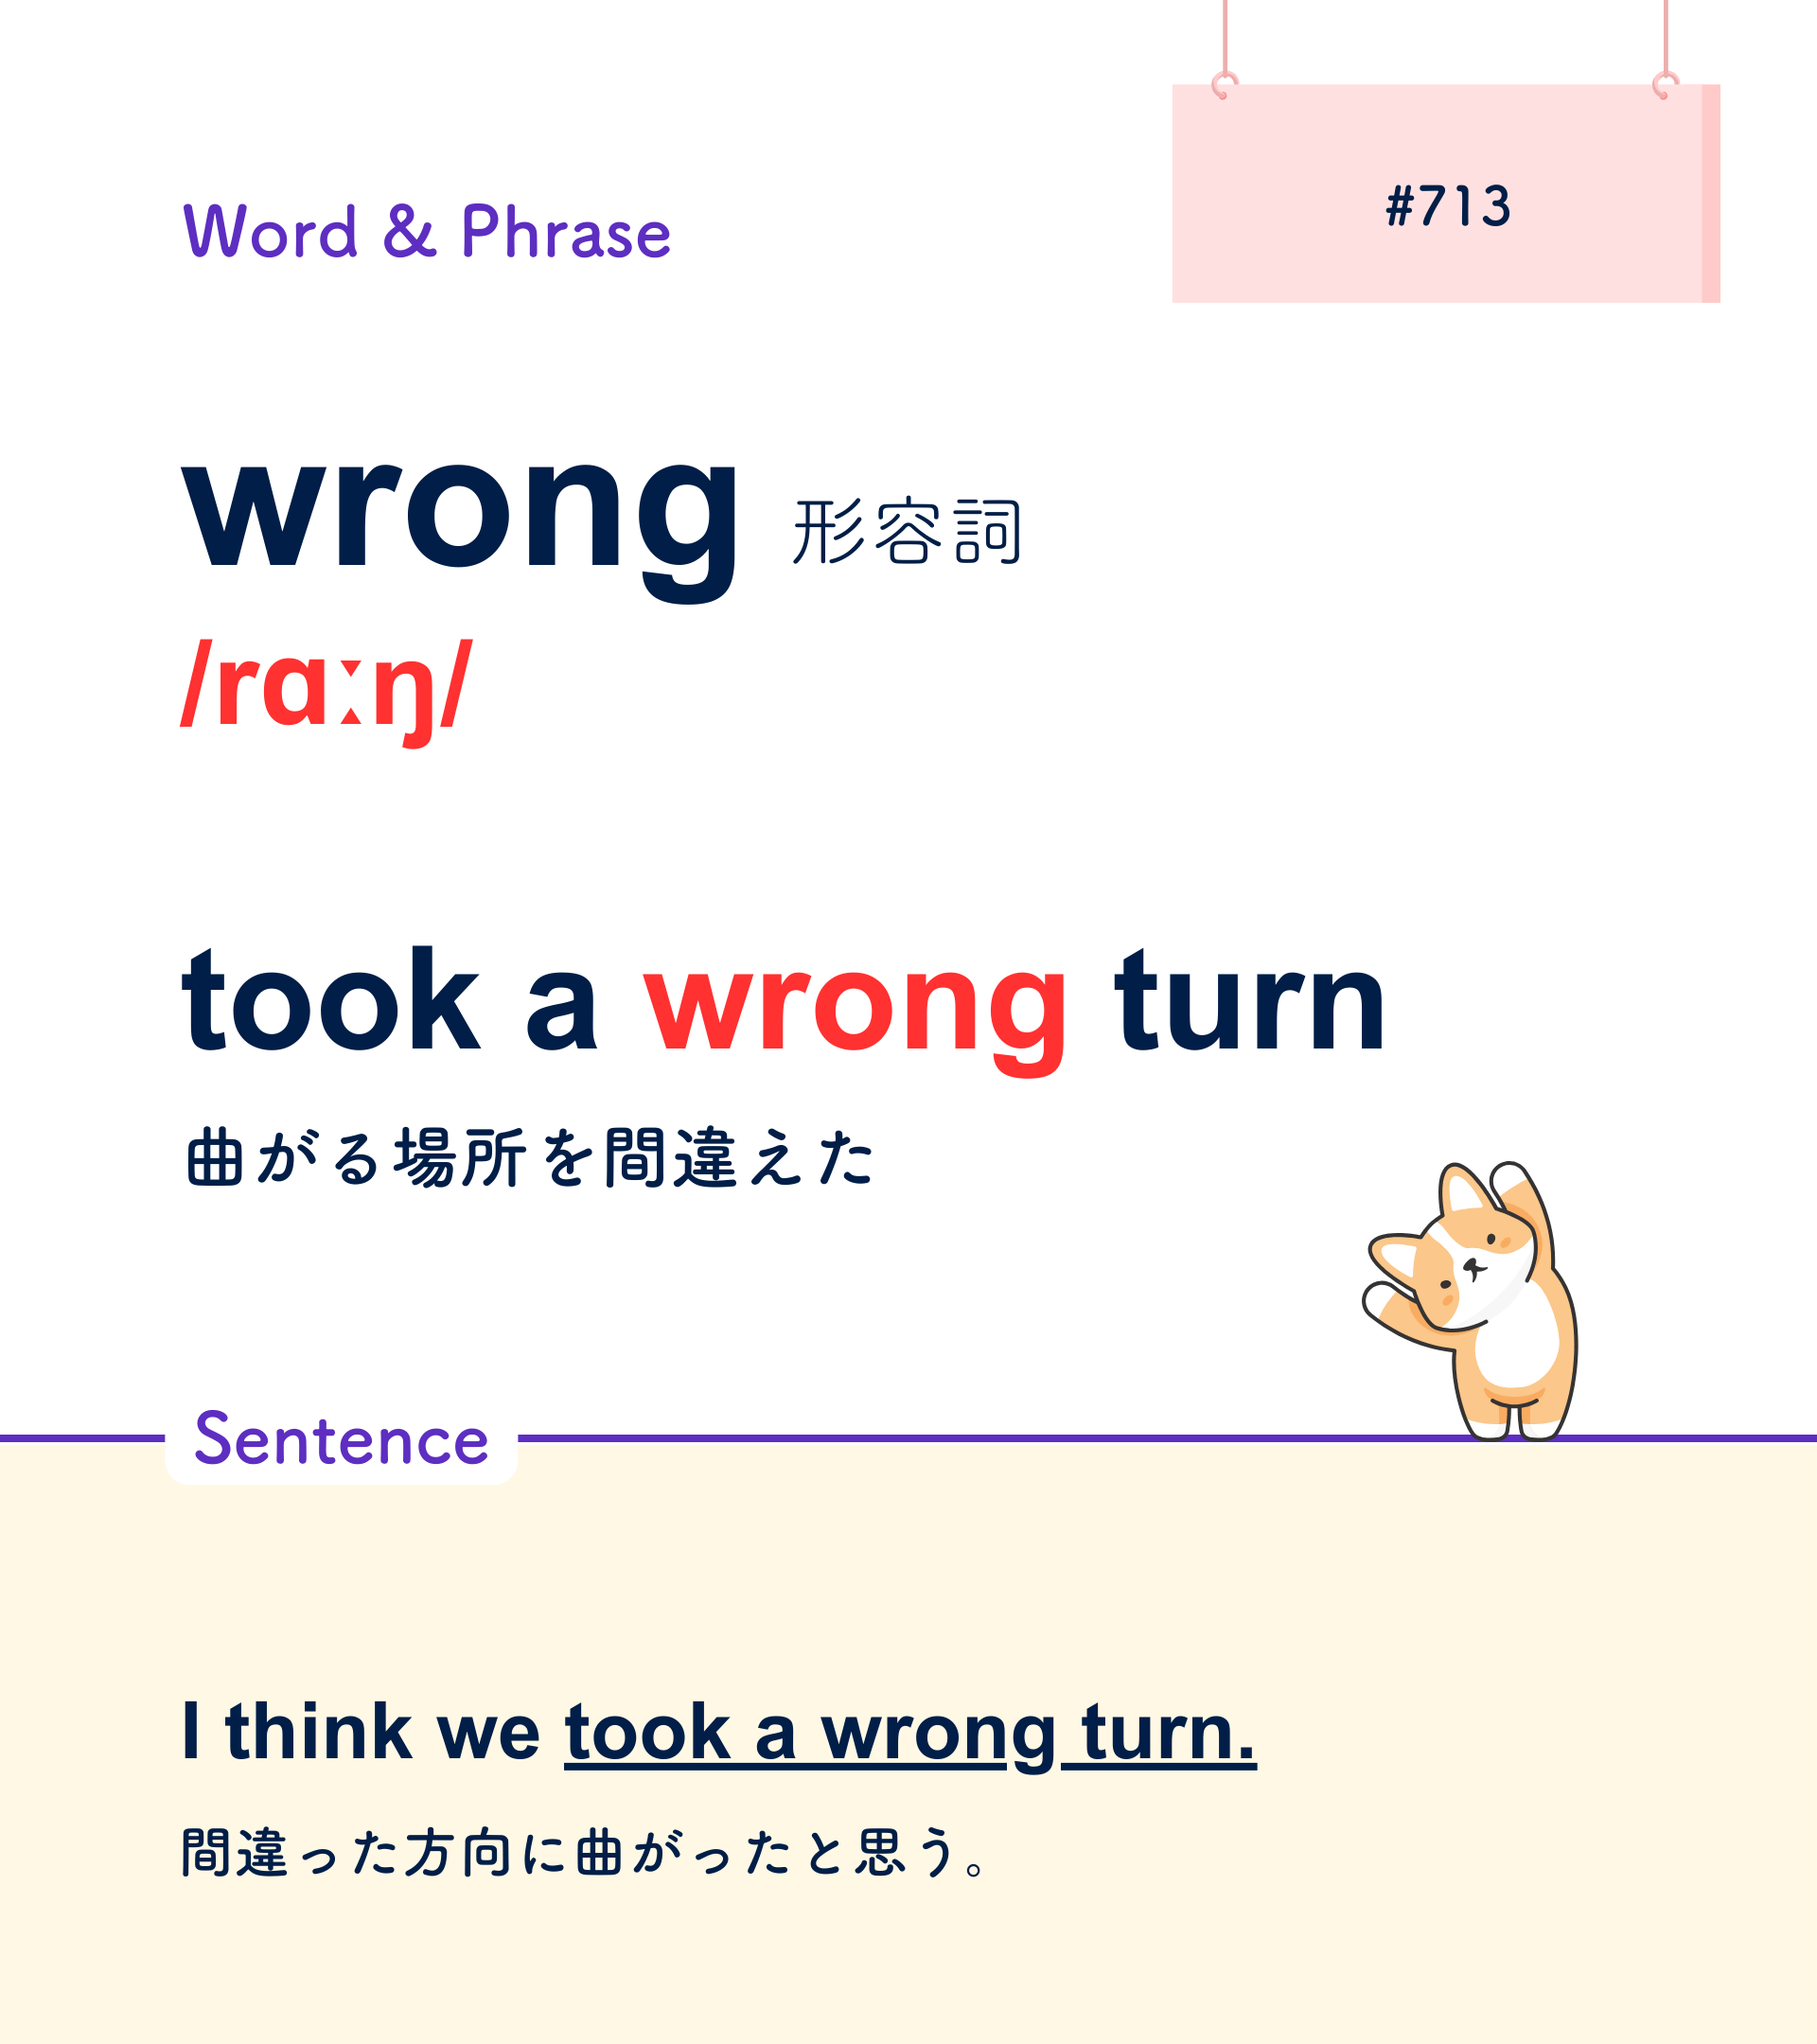 #713
Word & Phrase
wrong 形容詞
/rɑːŋ/
took a wrong turn
曲がる場所を間違えた
Sentence
I think we took a wrong turn.
間違った方向に曲がったと思う。